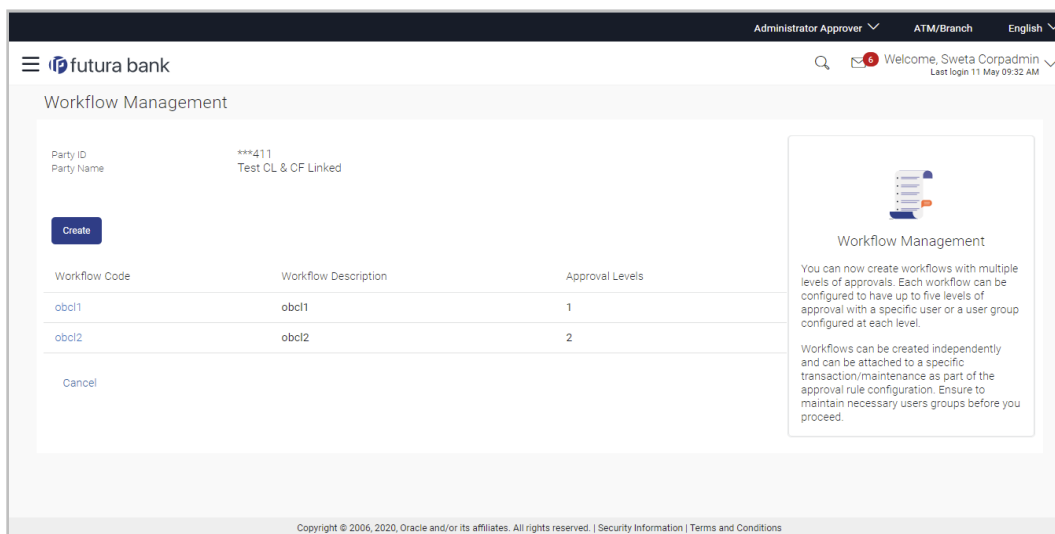 Administrator Approver ATM/Branch English
futura bank
6 Welcome, Sweta Corpadmin
Last login 11 May 09:32 AM
Workflow Management
Party ID ***411
Party Name Test CL & CF Linked
Create
Workflow Code Workflow Description Approval Levels
obcl1 obcl1 1
obcl2 obcl2 2
Cancel
Workflow Management
You can now create workflows with multiple
levels of approvals. Each workflow can be
configured to have up to five levels of
approval with a specific user or a user group
configured at each level.
Workflows can be created independently
and can be attached to a specific
transaction/maintenance as part of the
approval rule configuration. Ensure to
maintain necessary users groups before you
proceed.
Copyright © 2006, 2020, Oracle and/or its affiliates. All rights reserved. | Security Information | Terms and Conditions